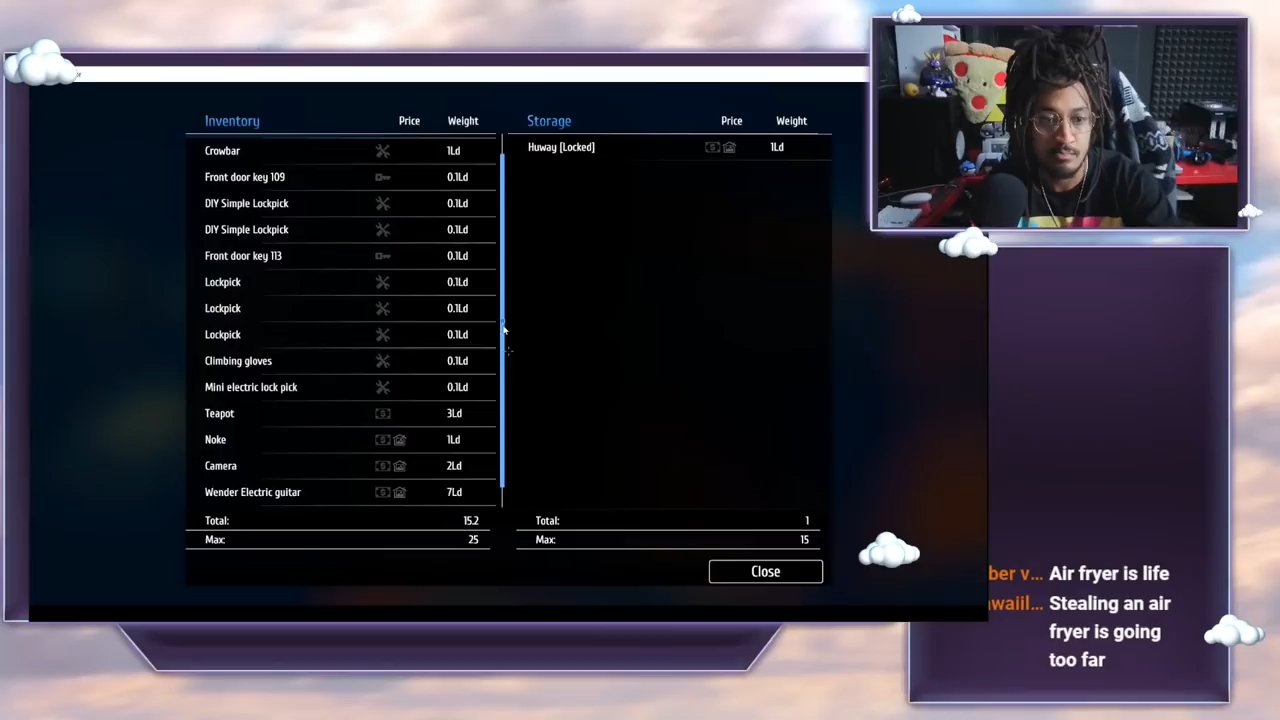 Inventory Price Weight
Crowbar 1Ld
Front door key 109 0.1Ld
DIY Simple Lockpick 0.1Ld
DIY Simple Lockpick 0.1Ld
Front door key 113 0.1Ld
Lockpick 0.1Ld
Lockpick 0.1Ld
Lockpick 0.1Ld
Climbing gloves 0.1Ld
Mini electric lock pick 0.1Ld
Teapot 3Ld
Noke 1Ld
Camera 2Ld
Wender Electric guitar 7Ld
Total: 15.2
Max: 25
Storage Price Weight
Huway [Locked] 1Ld
Total: 1
Max: 15
Close
ber v... Air fryer is life
waiil... Stealing an air
fryer is going
too far